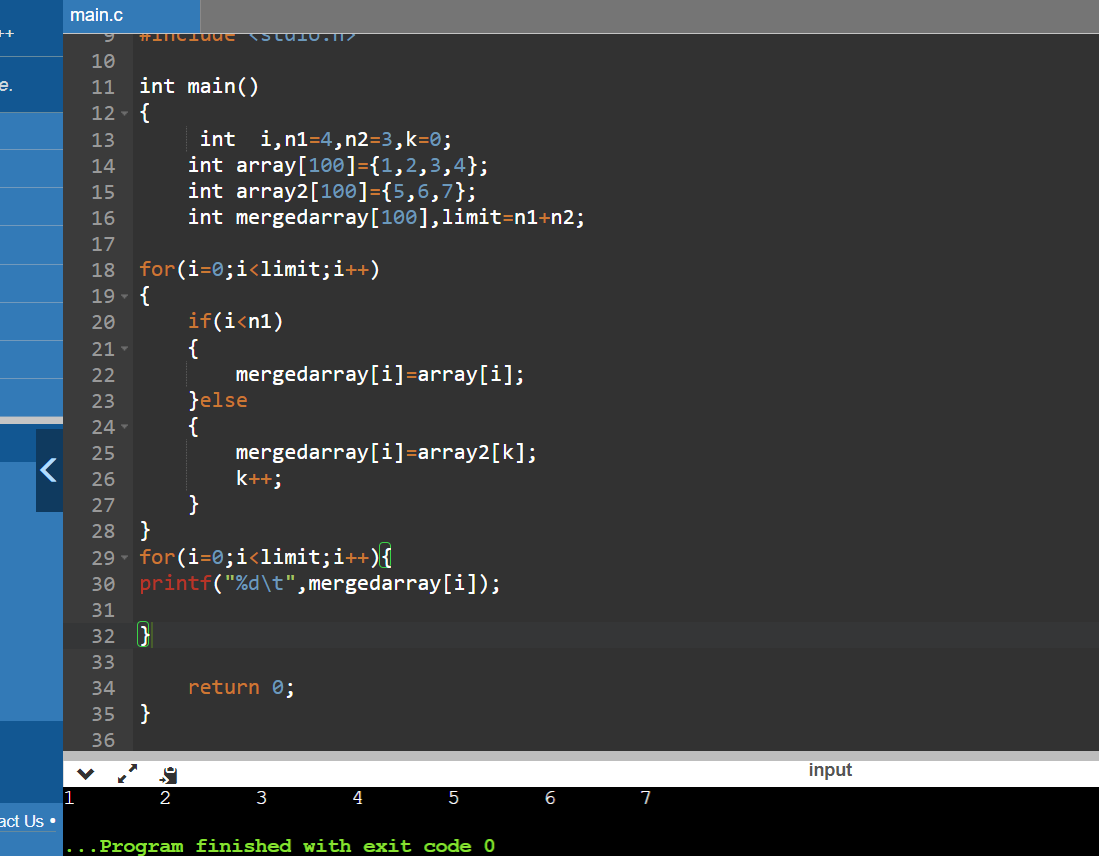 main.c
++
9 #include <stdio.h>
10
e.
11 int main()
12 {
13 int i,n1=4,n2=3,k=0;
14 int array[100]={1,2,3,4};
15 int array2[100]={5,6,7};
16 int mergedarray[100],limit=n1+n2;
17
18 for(i=0;i<limit;i++)
19 {
20 if(i<n1)
21 {
22 mergedarray[i]=array[i];
23 }else
24 {
25 mergedarray[i]=array2[k];
26 k++;
27 }
28 }
29 for(i=0;i<limit;i++){
30 printf("%d\t",mergedarray[i]);
31
32 }
33
34 return 0;
35 }
36
input
1 2 3 4 5 6 7
act Us •
...Program finished with exit code 0